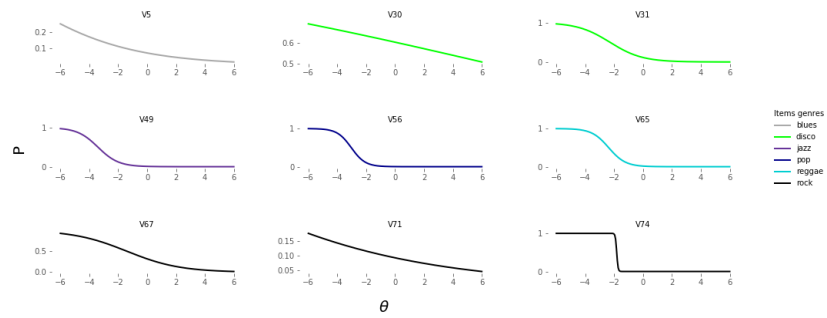 V5
V30
V31
0.2
0.1
0.6
0.5
1
0
−6 −4 −2 0 2 4 6
−6 −4 −2 0 2 4 6
−6 −4 −2 0 2 4 6
V49
V56
V65
1
0
1
0
1
0
−6 −4 −2 0 2 4 6
−6 −4 −2 0 2 4 6
−6 −4 −2 0 2 4 6
P
Items genres
blues
disco
jazz
pop
reggae
rock
V67
V71
V74
0.5
0.0
0.15
0.10
0.05
1
0
−6 −4 −2 0 2 4 6
−6 −4 −2 0 2 4 6
−6 −4 −2 0 2 4 6
θ